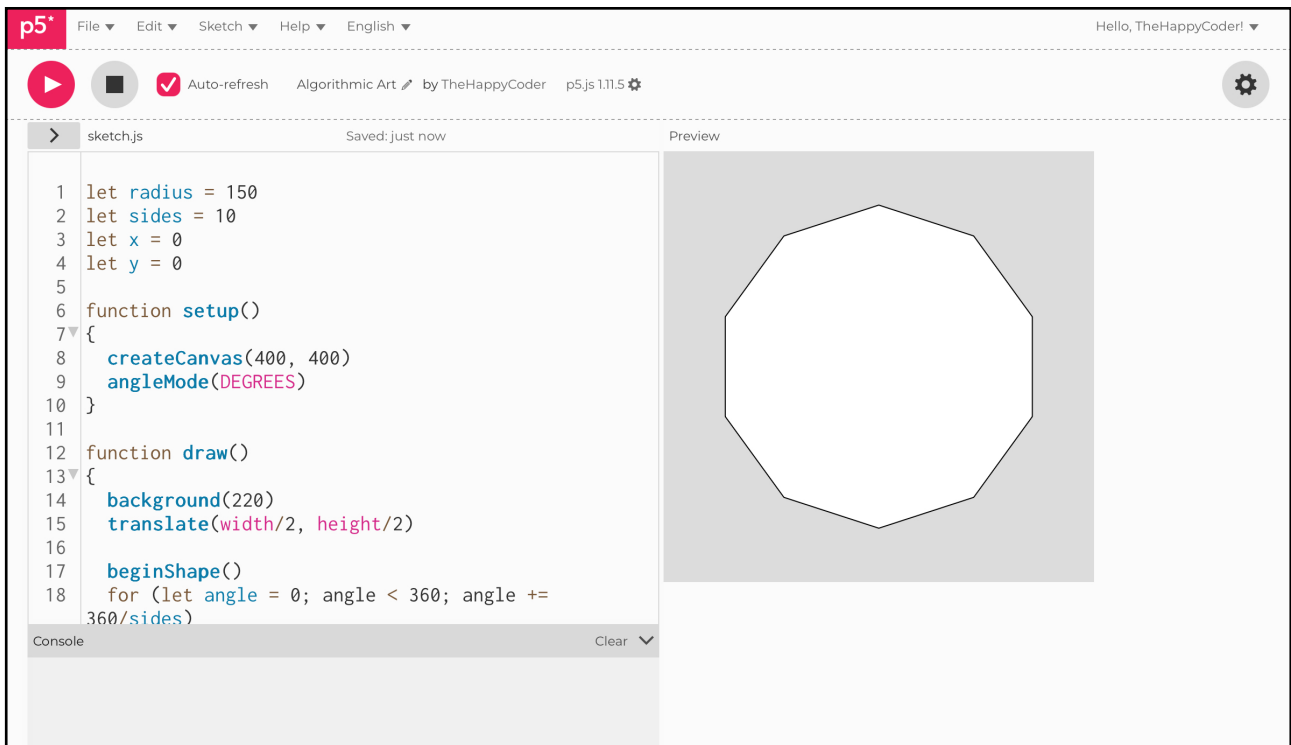 p5* File Edit Sketch Help English Hello, TheHappyCoder!
Auto-refresh Algorithmic Art by TheHappyCoder p5.js 1.11.5
sketch.js Saved: just now Preview
1 let radius = 150
2 let sides = 10
3 let x = 0
4 let y = 0
5
6 function setup()
7 {
8 createCanvas(400, 400)
9 angleMode(DEGREES)
10 }
11
12 function draw()
13 {
14 background(220)
15 translate(width/2, height/2)
16
17 beginShape()
18 for (let angle = 0; angle < 360; angle +=
360/sides)
Console Clear